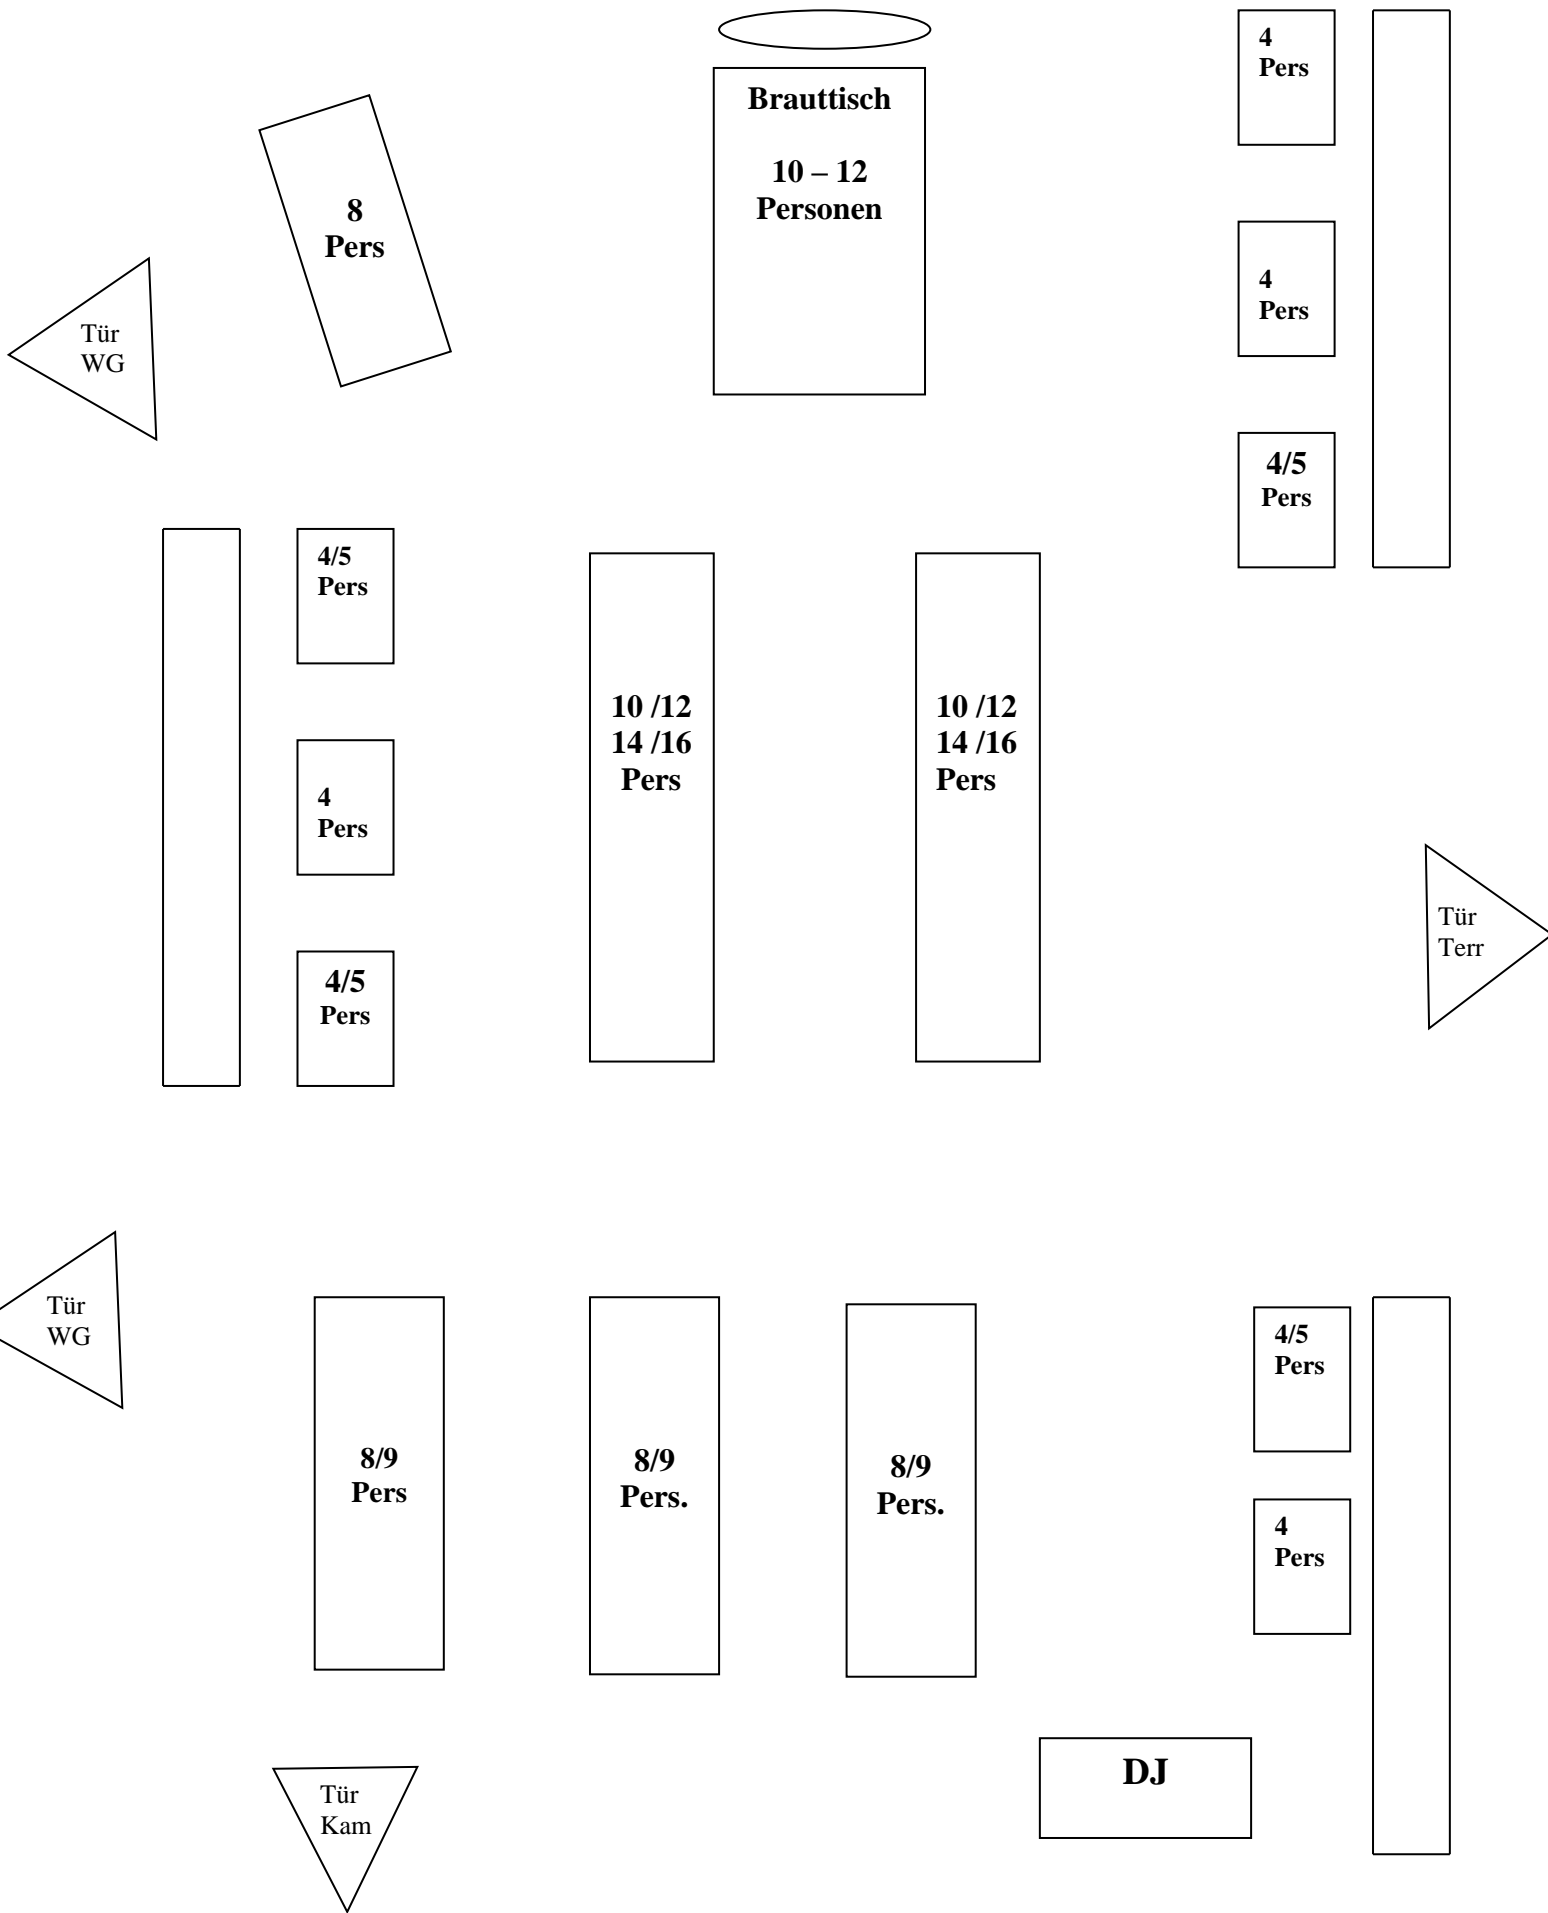 Brauttisch
10 – 12
Personen
4
Pers
8
Pers
4
Pers
Tür
WG
4/5
Pers
4/5
Pers
10 /12
14 /16
Pers
10 /12
14 /16
Pers
4
Pers
4/5
Pers
Tür
Terr
Tür
WG
8/9
Pers
8/9
Pers.
8/9
Pers.
4/5
Pers
4
Pers
DJ
Tür
Kam